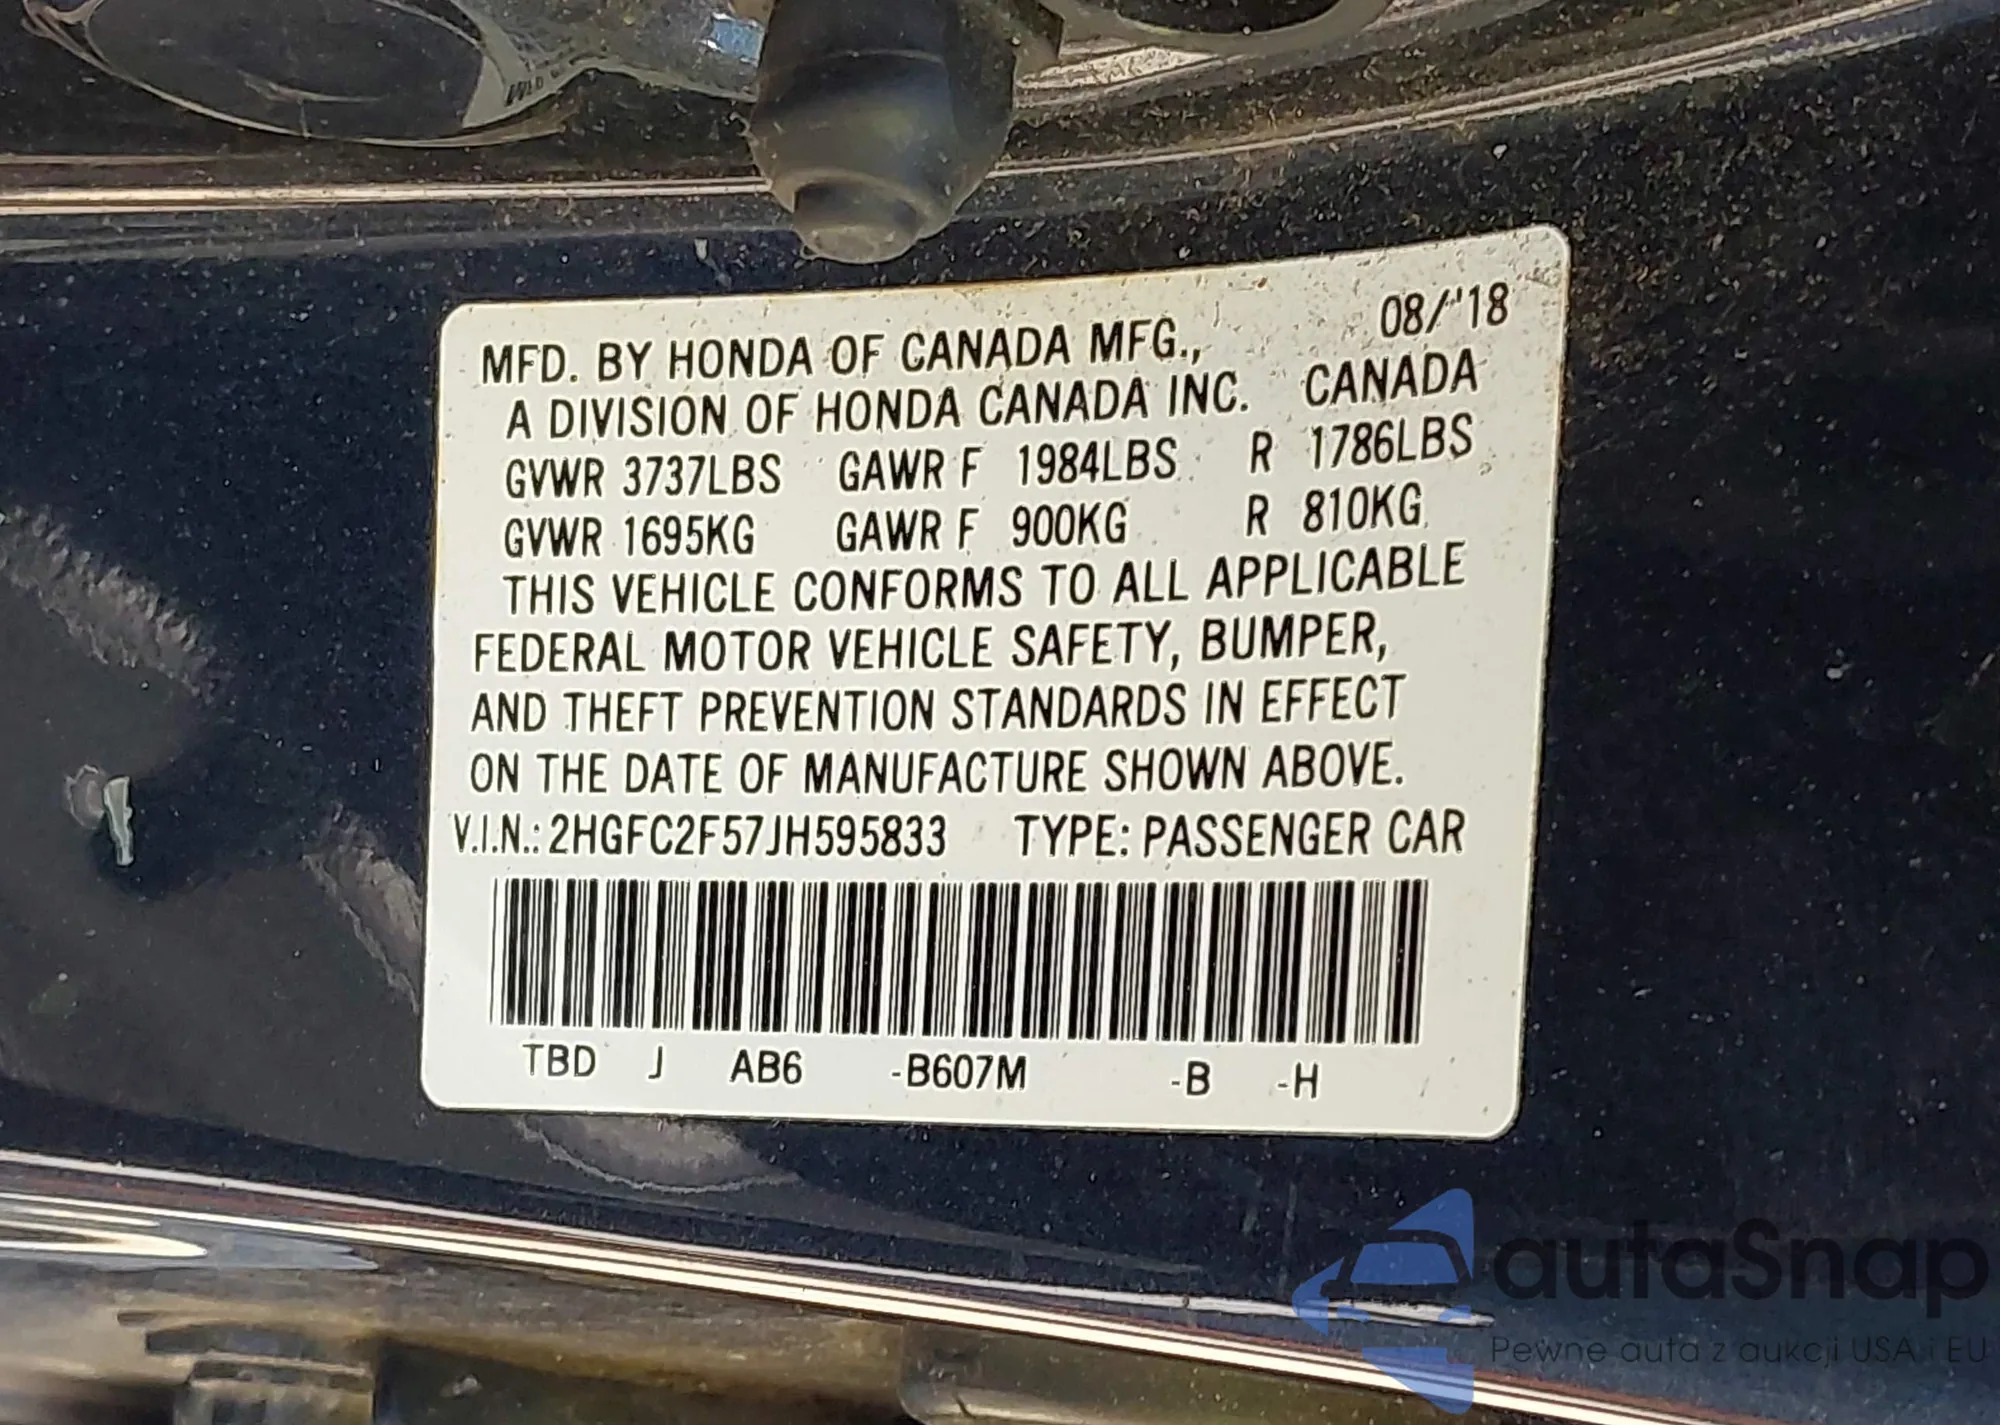 08/'18
MFD. BY HONDA OF CANADA MFG.,
A DIVISION OF HONDA CANADA INC. CANADA
GVWR 3737LBS GAWR F 1984LBS R 1786LBS
GVWR 1695KG GAWR F 900KG R 810KG
THIS VEHICLE CONFORMS TO ALL APPLICABLE
FEDERAL MOTOR VEHICLE SAFETY, BUMPER,
AND THEFT PREVENTION STANDARDS IN EFFECT
ON THE DATE OF MANUFACTURE SHOWN ABOVE.
V.I.N.: 2HGFC2F57JH595833 TYPE: PASSENGER CAR
TBD J AB6 -B607M -B -H
autaSnap
Pewne auta z aukcji USA i EU